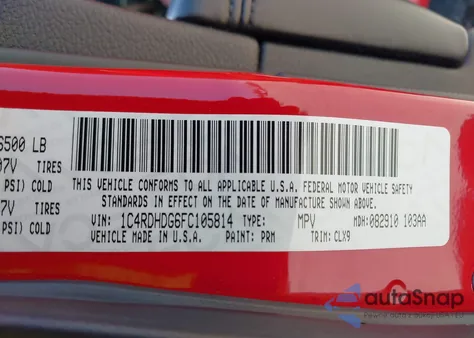 6500 LB
07V TIRES
PSI) COLD
7V TIRES
PSI) COLD
THIS VEHICLE CONFORMS TO ALL APPLICABLE U.S.A. FEDERAL MOTOR VEHICLE SAFETY
STANDARDS IN EFFECT ON THE DATE OF MANUFACTURE SHOWN ABOVE.
VIN: 1C4RDHDG6FC105814 TYPE: MPV MDH: 082910 103AA
VEHICLE MADE IN U.S.A. PAINT: PRM TRIM: CLX9
autoSnap